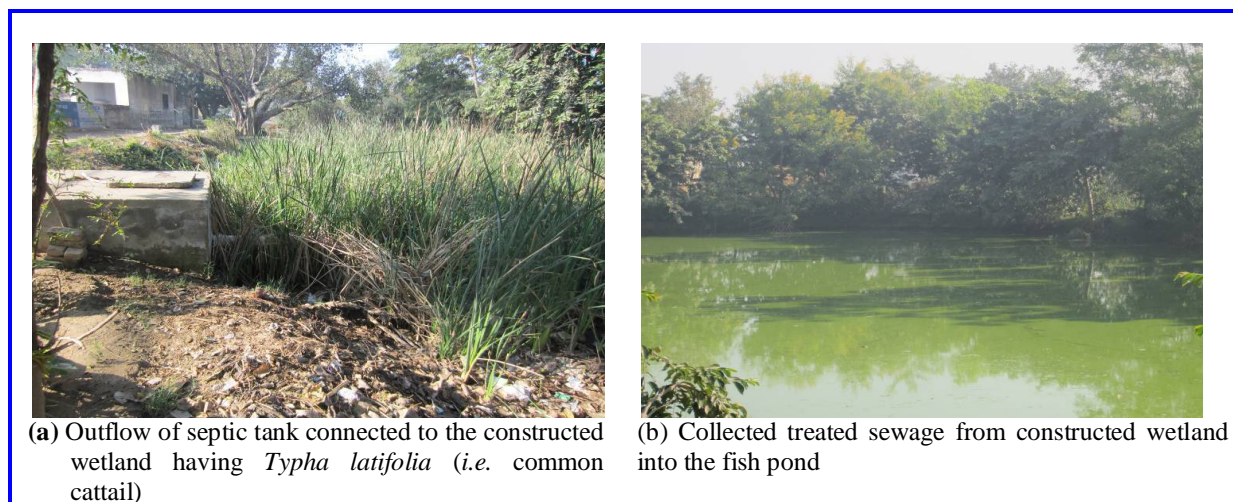 (a) Outflow of septic tank connected to the constructed
wetland having Typha latifolia (i.e. common
cattail)
(b) Collected treated sewage from constructed wetland
into the fish pond